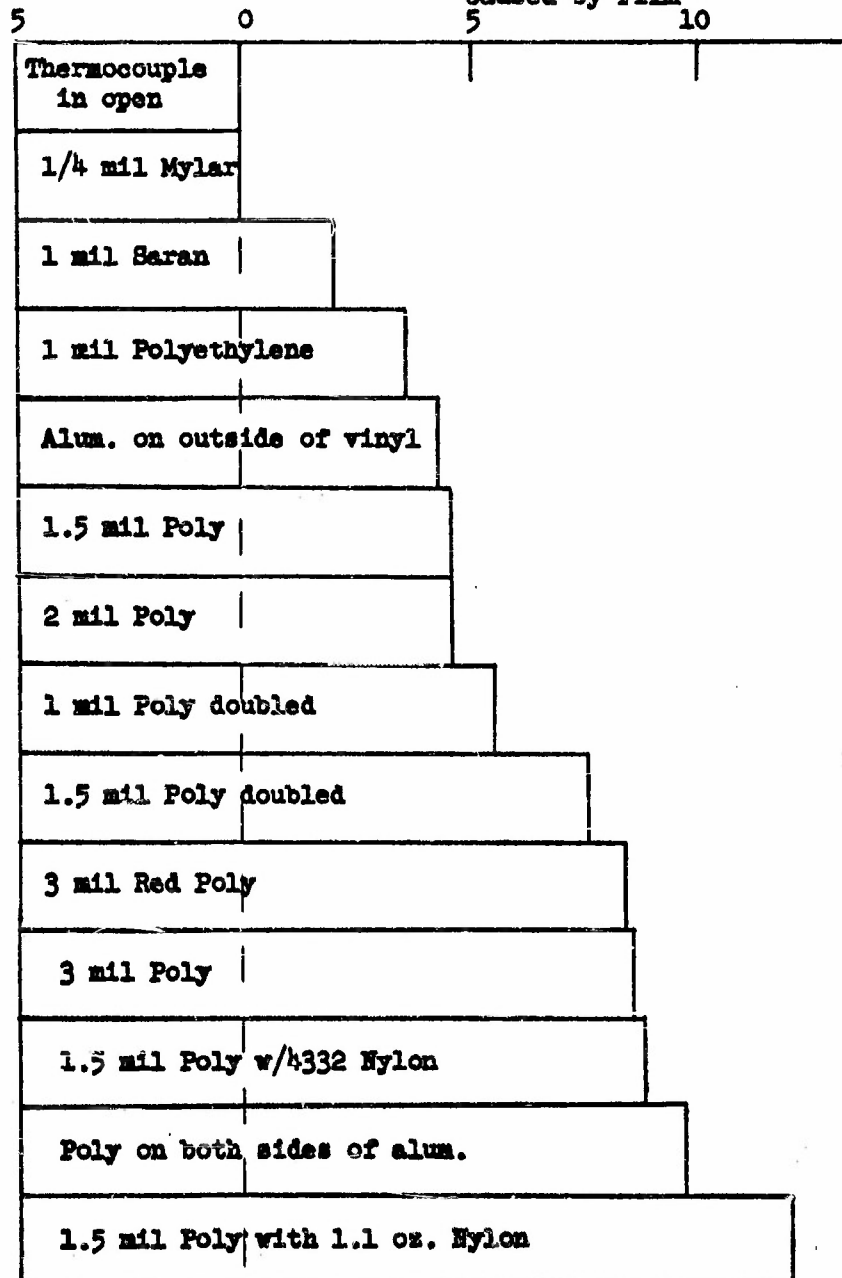 caused by Film
5 0 5 10
Thermocouple
in open
1/4 mil Mylar
1 mil Saran
1 mil Polyethylene
Alum. on outside of vinyl
1.5 mil Poly
2 mil Poly
1 mil Poly doubled
1.5 mil Poly doubled
3 mil Red Poly
3 mil Poly
1.5 mil Poly w/4332 Nylon
Poly on both sides of alum.
1.5 mil Poly with 1.1 oz. Nylon